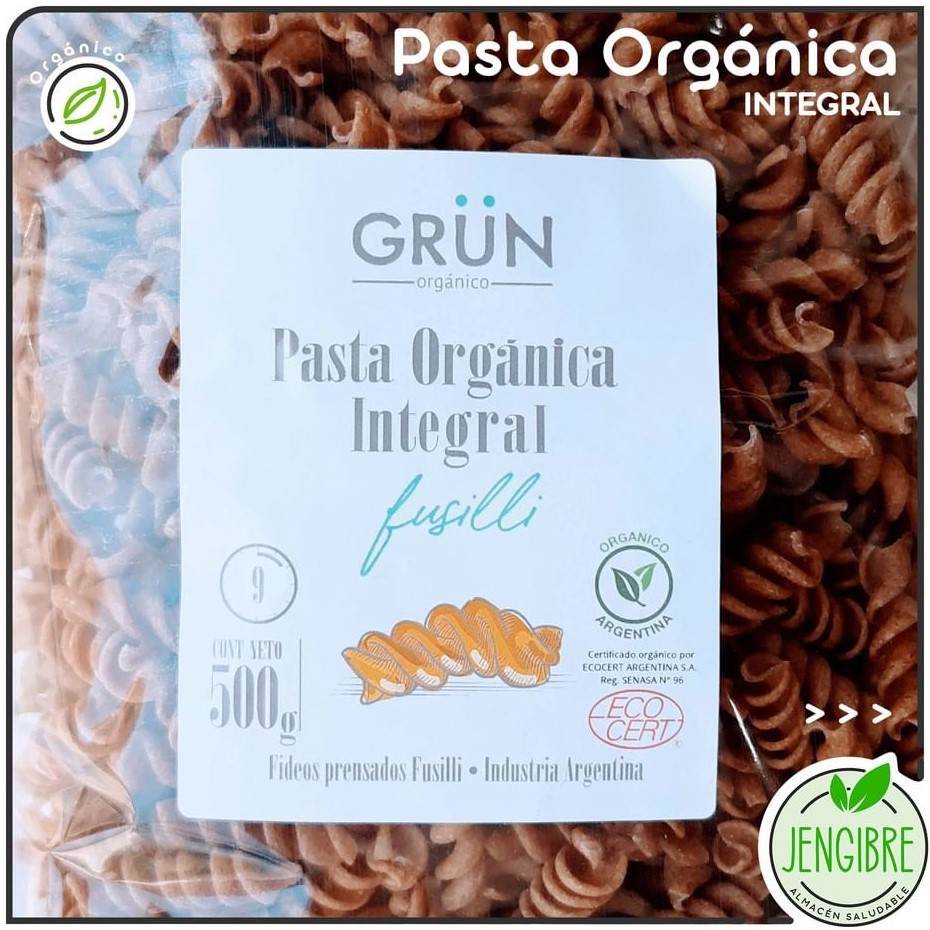 orgánico
Pasta Orgánica
INTEGRAL
GRÜN
orgánico
Pasta Orgánica
Integral
fusilli
9
CONT NETO
500g
ORGANICO
ARGENTINA
Certificado orgánico por
ECOCERT ARGENTINA S.A.
Reg. SENASA N° 96
ECO
CERT
®
Fideos prensados Fusilli • Industria Argentina
> > >
JENGIBRE
ALMACÉN SALUDABLE